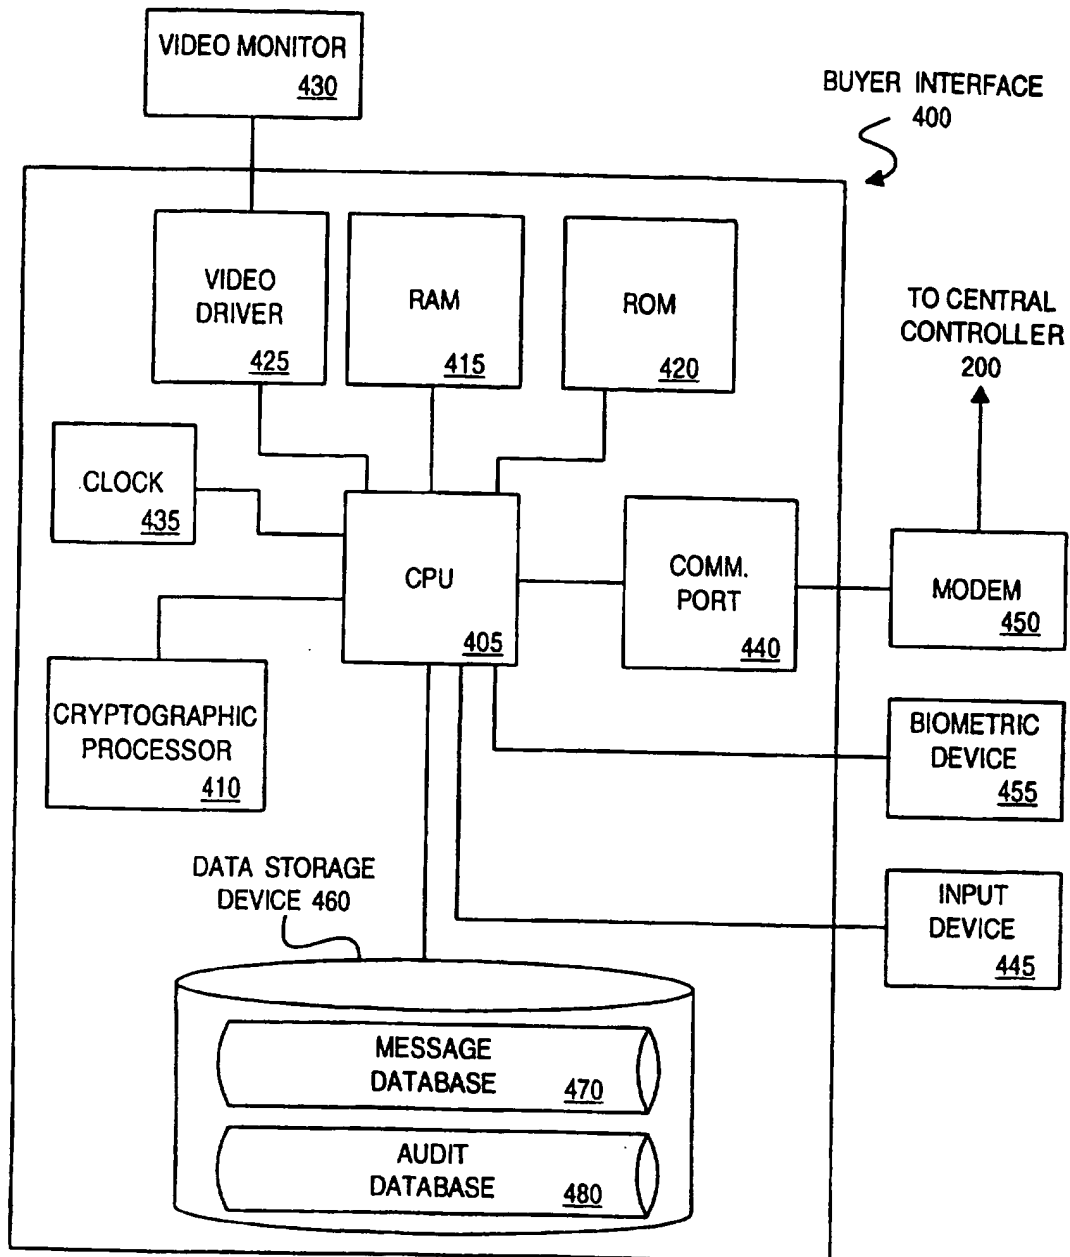 VIDEO MONITOR
430
BUYER INTERFACE
400
VIDEO
DRIVER
425
RAM
415
ROM
420
TO CENTRAL
CONTROLLER
200
CLOCK
435
CPU
405
COMM.
PORT
440
MODEM
450
CRYPTOGRAPHIC
PROCESSOR
410
BIOMETRIC
DEVICE
455
DATA STORAGE
DEVICE 460
INPUT
DEVICE
445
MESSAGE
DATABASE
470
AUDIT
DATABASE
480